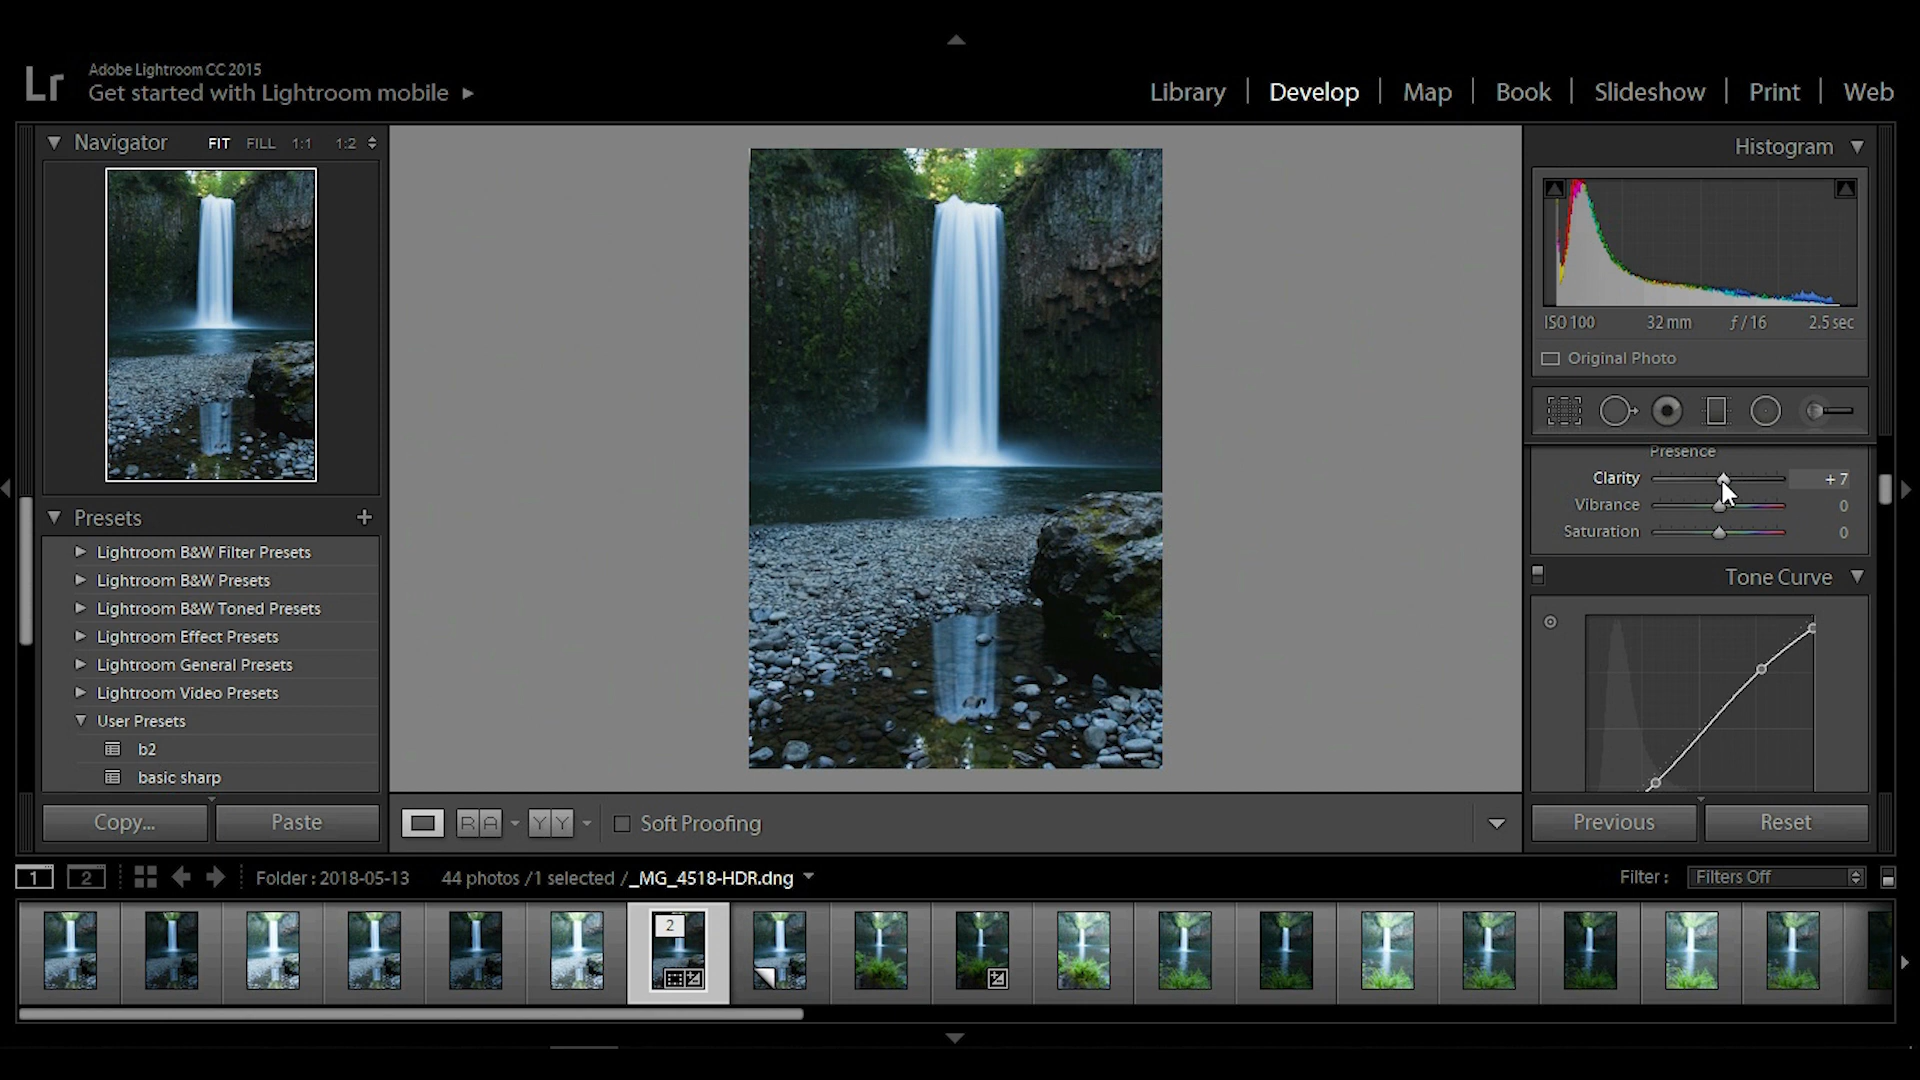 Lr
Adobe Lightroom CC 2015
Get started with Lightroom mobile
Library | Develop | Map | Book | Slideshow | Print | Web
Navigator FIT FILL 1:1 1:2
Presets +
Lightroom B&W Filter Presets
Lightroom B&W Presets
Lightroom B&W Toned Presets
Lightroom Effect Presets
Lightroom General Presets
Lightroom Video Presets
User Presets
b2
basic sharp
Copy... Paste
RA YY Soft Proofing
Histogram
ISO 100 32 mm ƒ/16 2.5 sec
Original Photo
Presence
Clarity +7
Vibrance 0
Saturation 0
Tone Curve
Previous Reset
1 2 Folder : 2018-05-13 44 photos /1 selected /_MG_4518-HDR.dng Filter : Filters Off
2